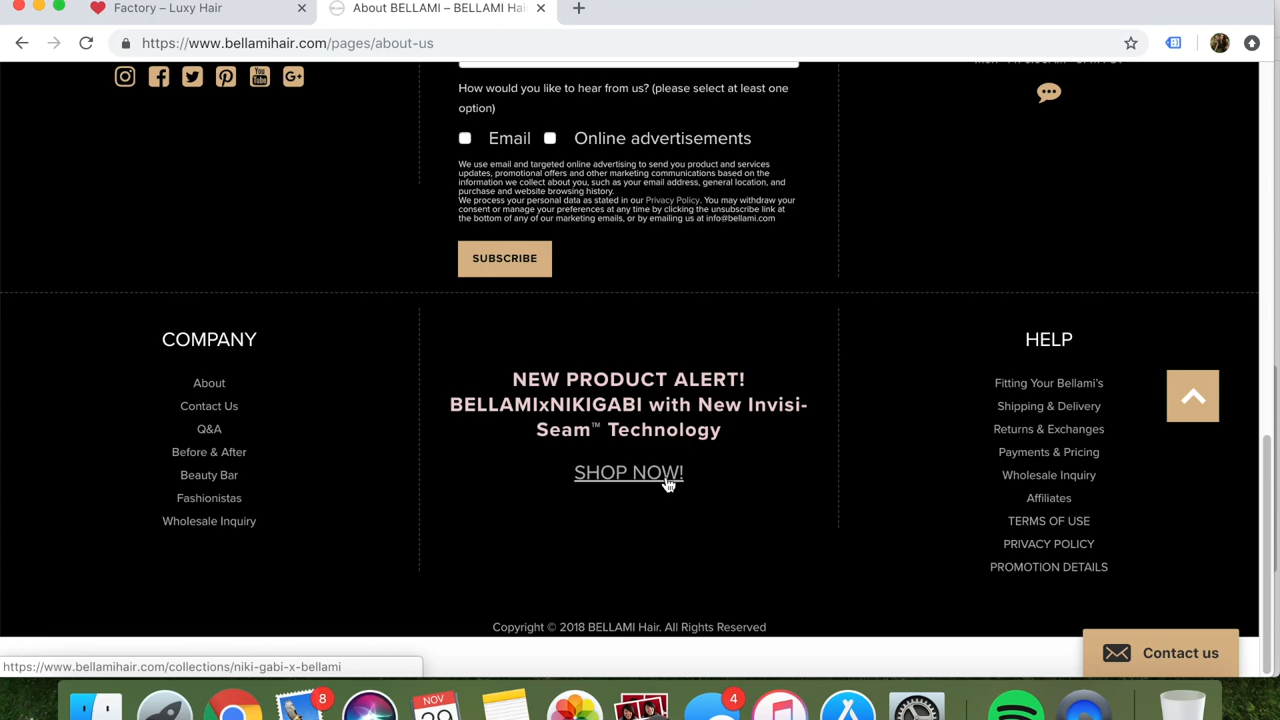 Factory – Luxy Hair
About BELLAMI – BELLAMI Hai
https://www.bellamihair.com/pages/about-us
How would you like to hear from us? (please select at least one
option)
Email
Online advertisements
We use email and targeted online advertising to send you product and services
updates, promotional offers and other marketing communications based on the
information we collect about you, such as your email address, general location, and
purchase and website browsing history.
We process your personal data as stated in our Privacy Policy. You may withdraw your
consent or manage your preferences at any time by clicking the unsubscribe link at
the bottom of any of our marketing emails, or by emailing us at info@bellami.com
SUBSCRIBE
COMPANY
About
Contact Us
Q&A
Before & After
Beauty Bar
Fashionistas
Wholesale Inquiry
NEW PRODUCT ALERT!
BELLAMIxNIKIGABI with New Invisi-
Seam™ Technology
SHOP NOW!
HELP
Fitting Your Bellami's
Shipping & Delivery
Returns & Exchanges
Payments & Pricing
Wholesale Inquiry
Affiliates
TERMS OF USE
PRIVACY POLICY
PROMOTION DETAILS
Copyright © 2018 BELLAMI Hair. All Rights Reserved
Contact us
https://www.bellamihair.com/collections/niki-gabi-x-bellami
8
NOV
4